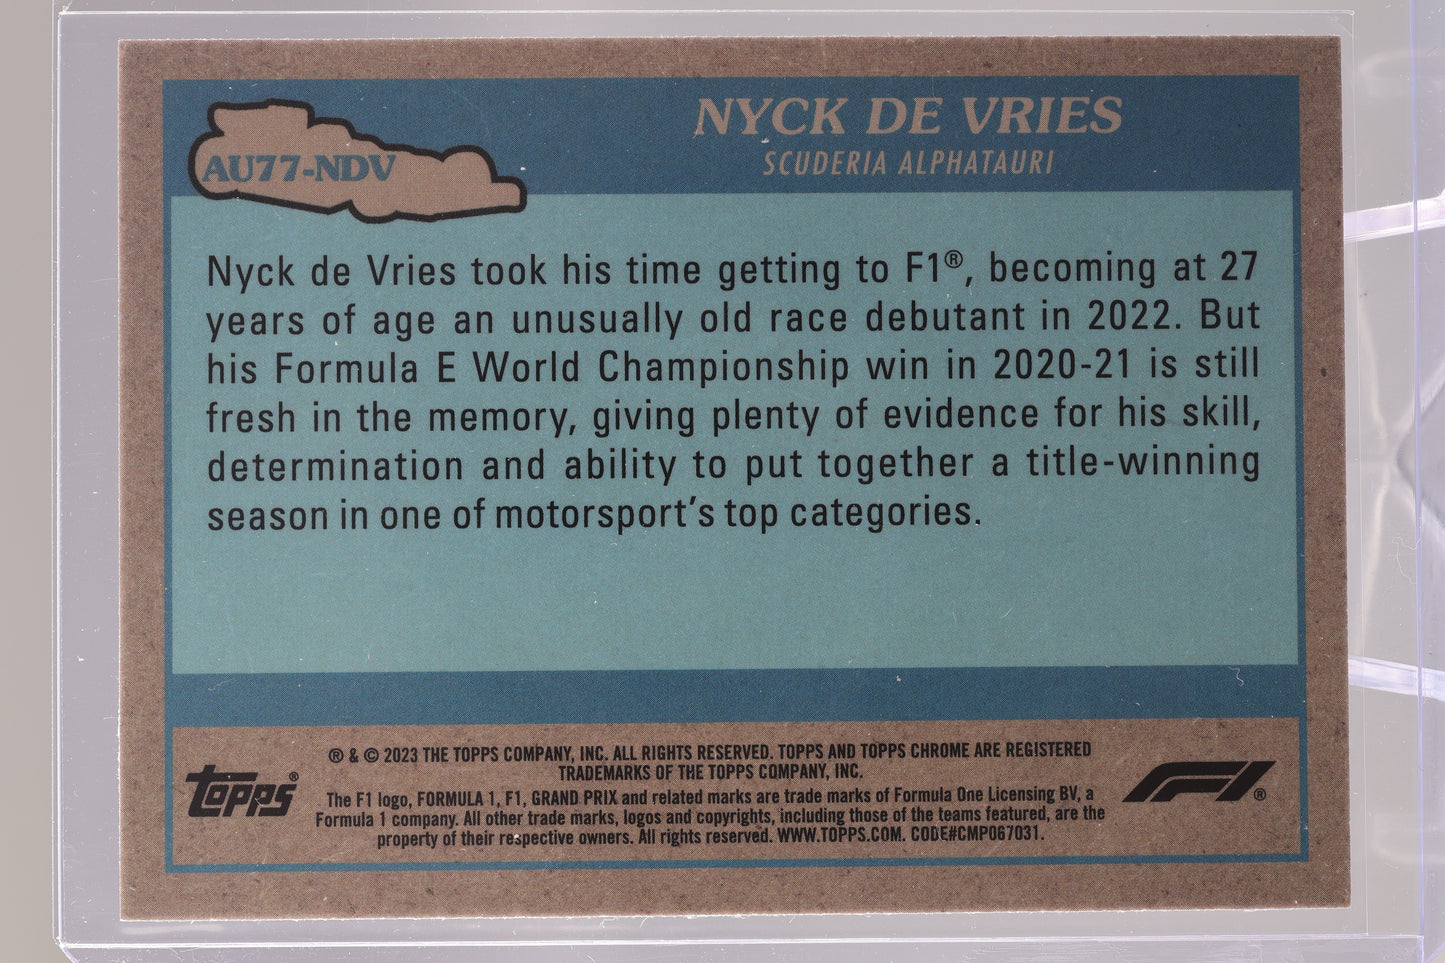 AU77-NDV
NYCK DE VRIES
SCUDERIA ALPHATAURI
Nyck de Vries took his time getting to F1®, becoming at 27
years of age an unusually old race debutant in 2022. But
his Formula E World Championship win in 2020-21 is still
fresh in the memory, giving plenty of evidence for his skill,
determination and ability to put together a title-winning
season in one of motorsport's top categories.
® & © 2023 THE TOPPS COMPANY, INC. ALL RIGHTS RESERVED. TOPPS AND TOPPS CHROME ARE REGISTERED
TRADEMARKS OF THE TOPPS COMPANY, INC.
The F1 logo, FORMULA 1, F1, GRAND PRIX and related marks are trade marks of Formula One Licensing BV, a
Formula 1 company. All other trade marks, logos and copyrights, including those of the teams featured, are the
property of their respective owners. All rights reserved. WWW.TOPPS.COM. CODE#CMP067031.
Topps®
F1®